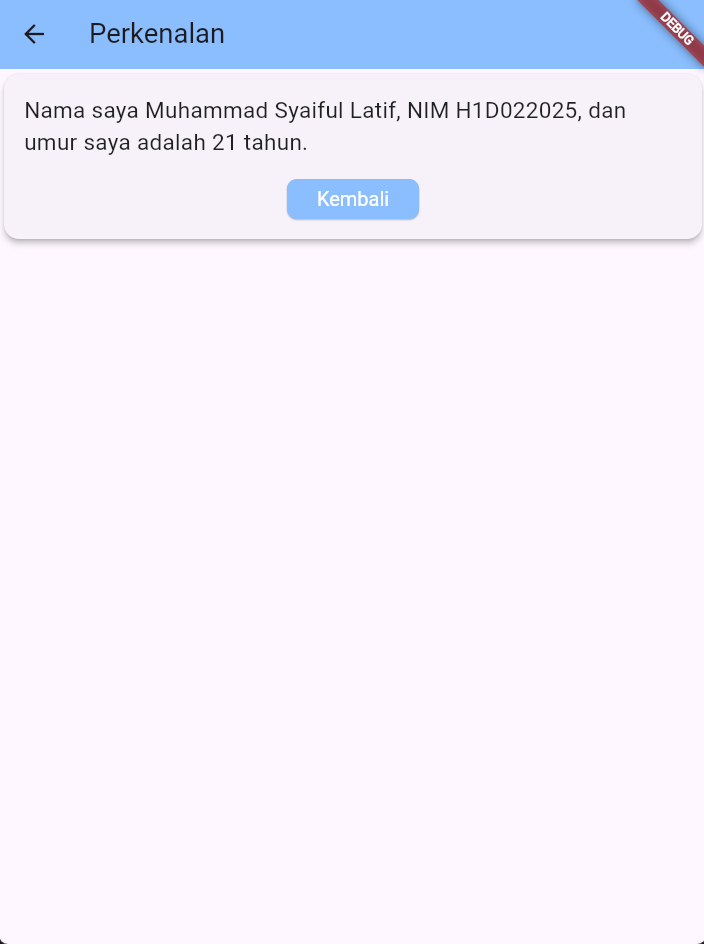 Perkenalan
DEBUG
Nama saya Muhammad Syaiful Latif, NIM H1D022025, dan
umur saya adalah 21 tahun.
Kembali